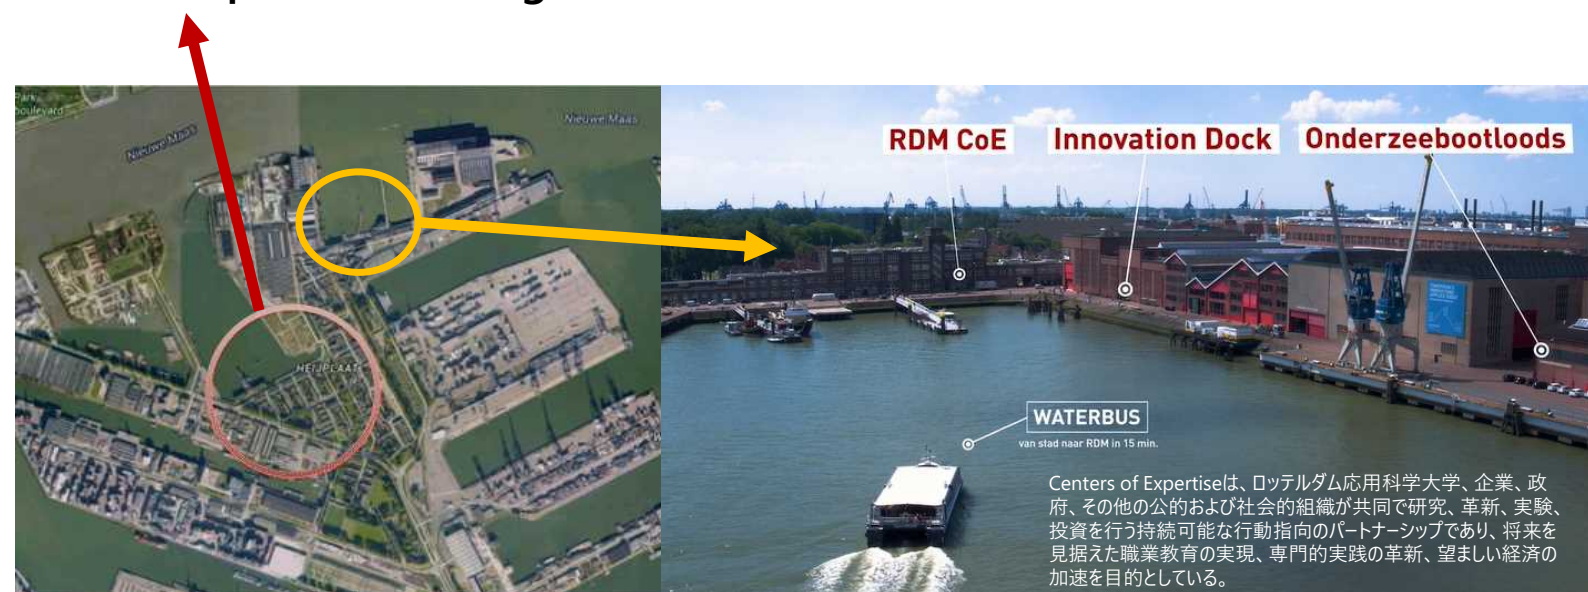 Park
boulevard
Nieuwe Maas
Nieuwe Maas
HEIJPLAAT
RDM CoE
Innovation Dock
Onderzeebootloods
WATERBUS
van stad naar RDM in 15 min.
Centers of Expertiseは、ロッテルダム応用科学大学、企業、政
府、その他の公的および社会的組織が共同で研究、革新、実験、
投資を行う持続可能な行動指向のパートナーシップであり、将来を
見据えた職業教育の実現、専門的実践の革新、望ましい経済の
加速を目的としている。